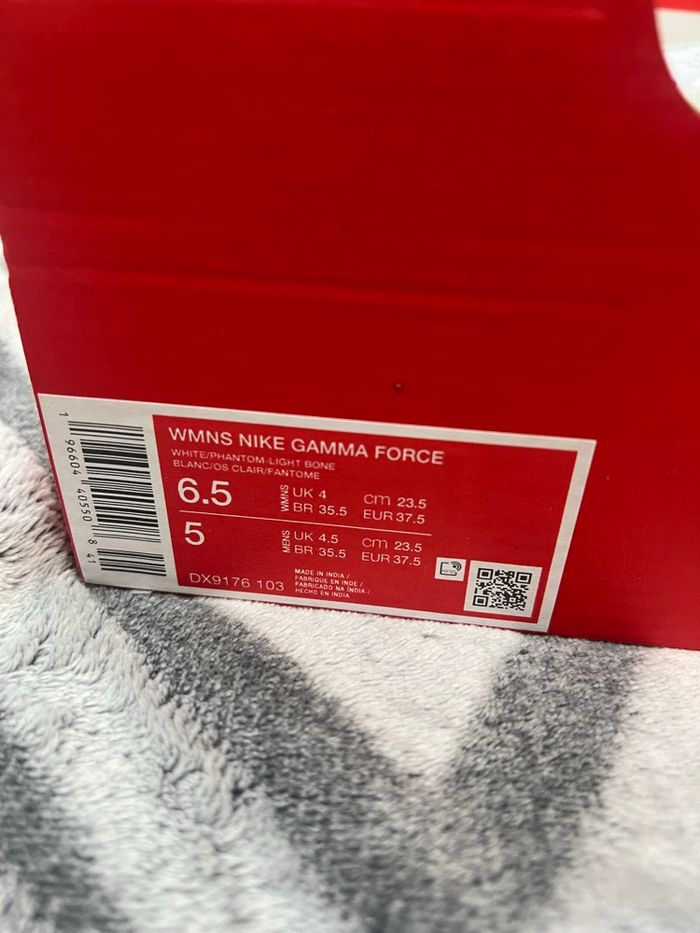 WMNS NIKE GAMMA FORCE
WHITE/PHANTOM-LIGHT BONE
BLANC/OS CLAIR/FANTOME
6.5
WMNS
UK 4 cm 23.5
BR 35.5 EUR 37.5
5
MENS
UK 4.5 cm 23.5
BR 35.5 EUR 37.5
DX9176 103
MADE IN INDIA /
FABRIQUE EN INDE /
FABRICADO NA ÍNDIA /
HECHO EN INDIA
1 96604 40550 8 41